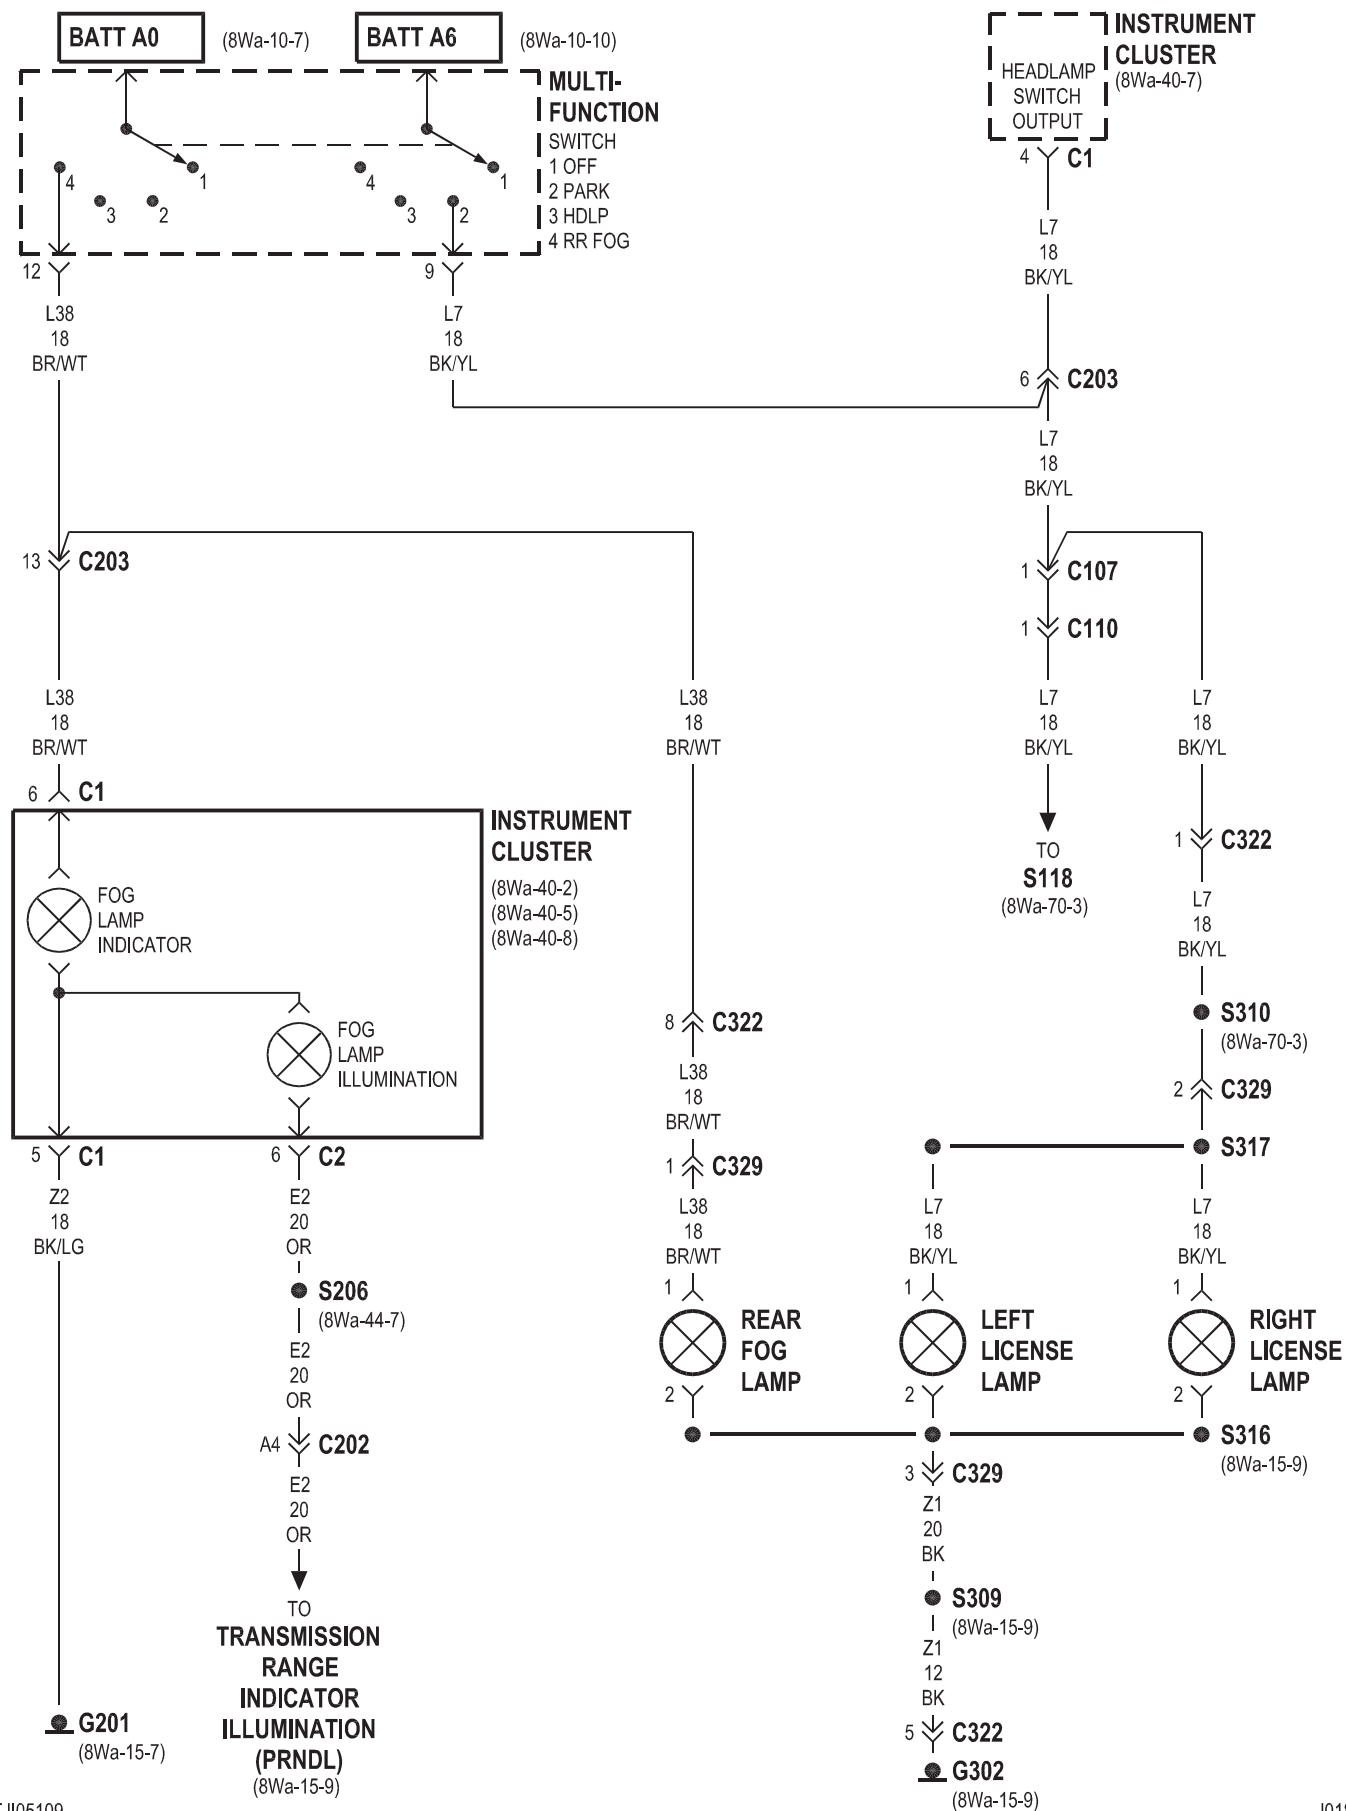 BATT A0
(8Wa-10-7)
BATT A6
(8Wa-10-10)
MULTI-
FUNCTION
SWITCH
1 OFF
2 PARK
3 HDLP
4 RR FOG
4
3
2
1
4
3
2
1
INSTRUMENT
CLUSTER
(8Wa-40-7)
HEADLAMP
SWITCH
OUTPUT
4
C1
12
9
L7
18
BK/YL
L38
18
BR/WT
L7
18
BK/YL
6
C203
L7
18
BK/YL
13
C203
1
C107
1
C110
L38
18
BR/WT
L38
18
BR/WT
L7
18
BK/YL
L7
18
BK/YL
6
C1
INSTRUMENT
CLUSTER
(8Wa-40-2)
(8Wa-40-5)
(8Wa-40-8)
TO
S118
(8Wa-70-3)
1
C322
L7
18
BK/YL
FOG
LAMP
INDICATOR
FOG
LAMP
ILLUMINATION
8
C322
S310
(8Wa-70-3)
L38
18
BR/WT
2
C329
5
C1
6
C2
1
C329
S317
Z2
18
BK/LG
E2
20
OR
L38
18
BR/WT
L7
18
BK/YL
L7
18
BK/YL
S206
(8Wa-44-7)
1
1
1
REAR
FOG
LAMP
LEFT
LICENSE
LAMP
RIGHT
LICENSE
LAMP
E2
20
OR
2
2
2
A4
C202
S316
(8Wa-15-9)
3
C329
E2
20
OR
Z1
20
BK
TO
TRANSMISSION
RANGE
INDICATOR
ILLUMINATION
(PRNDL)
(8Wa-15-9)
S309
(8Wa-15-9)
Z1
12
BK
G201
(8Wa-15-7)
5
C322
G302
(8Wa-15-9)